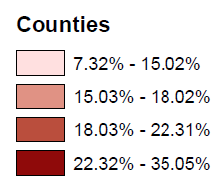 Counties
7.32% - 15.02%
15.03% - 18.02%
18.03% - 22.31%
22.32% - 35.05%